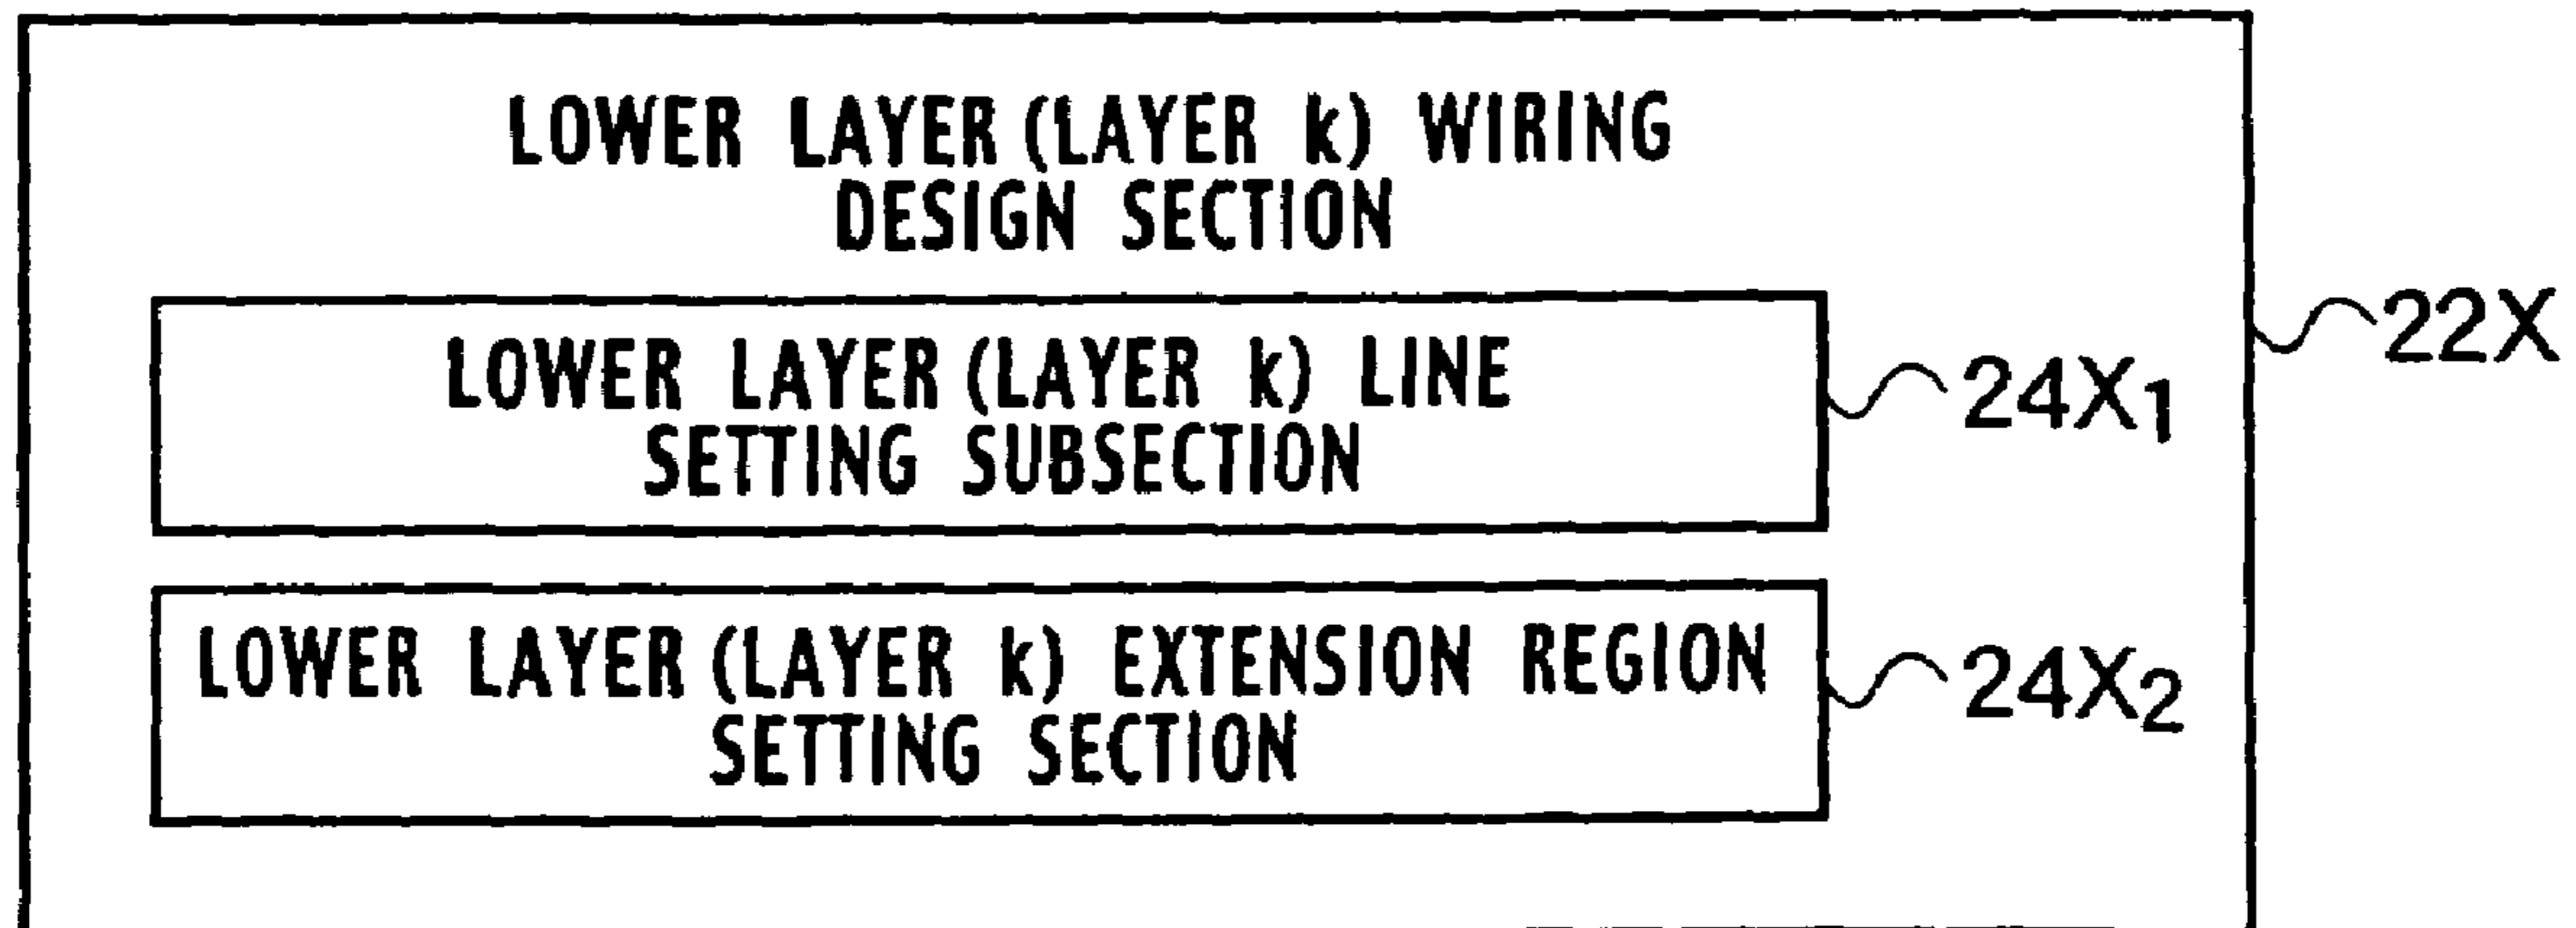 LOWER LAYER (LAYER k) WIRING
DESIGN SECTION
22X
LOWER LAYER (LAYER k) LINE
SETTING SUBSECTION
24X1
LOWER LAYER (LAYER k) EXTENSION REGION
SETTING SECTION
24X2